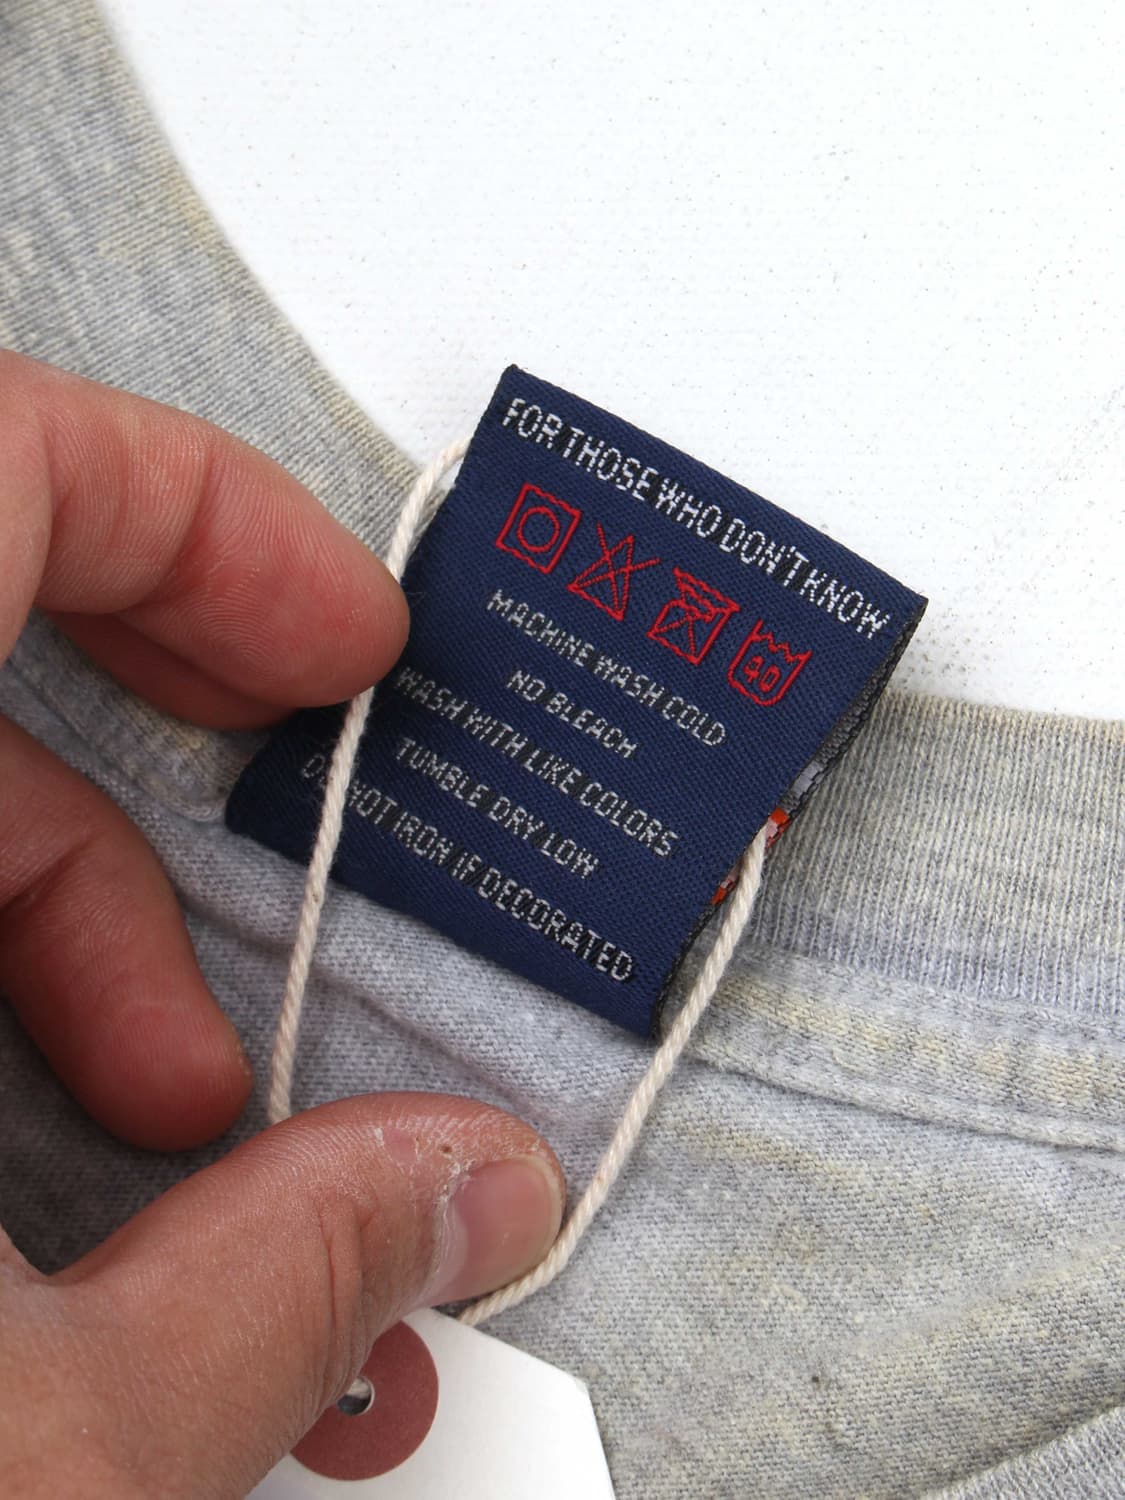 FOR THOSE WHO DON'T KNOW
40
MACHINE WASH COLD
NO BLEACH
WASH WITH LIKE COLORS
TUMBLE DRY LOW
DO NOT IRON IF DECORATED